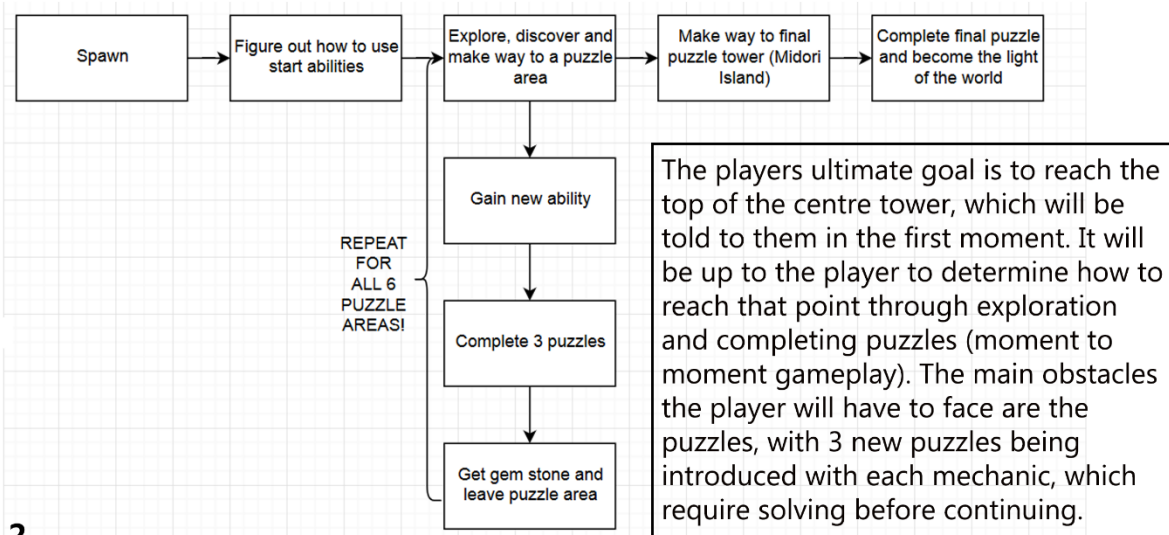 Spawn
Figure out how to use
start abilities
Explore, discover and
make way to a puzzle
area
Make way to final
puzzle tower (Midori
Island)
Complete final puzzle
and become the light
of the world
Gain new ability
REPEAT
FOR
ALL 6
PUZZLE
AREAS!
Complete 3 puzzles
Get gem stone and
leave puzzle area
The players ultimate goal is to reach the
top of the centre tower, which will be
told to them in the first moment. It will
be up to the player to determine how to
reach that point through exploration
and completing puzzles (moment to
moment gameplay). The main obstacles
the player will have to face are the
puzzles, with 3 new puzzles being
introduced with each mechanic, which
require solving before continuing.